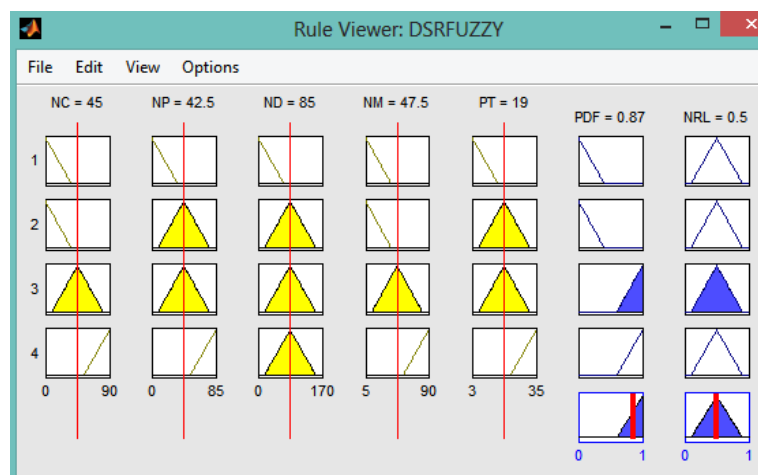 Rule Viewer: DSRFUZZY
File Edit View Options
NC = 45 NP = 42.5 ND = 85 NM = 47.5 PT = 19 PDF = 0.87 NRL = 0.5
1
2
3
4
0 90 0 85 0 170 5 90 3 35
0 1 0 1